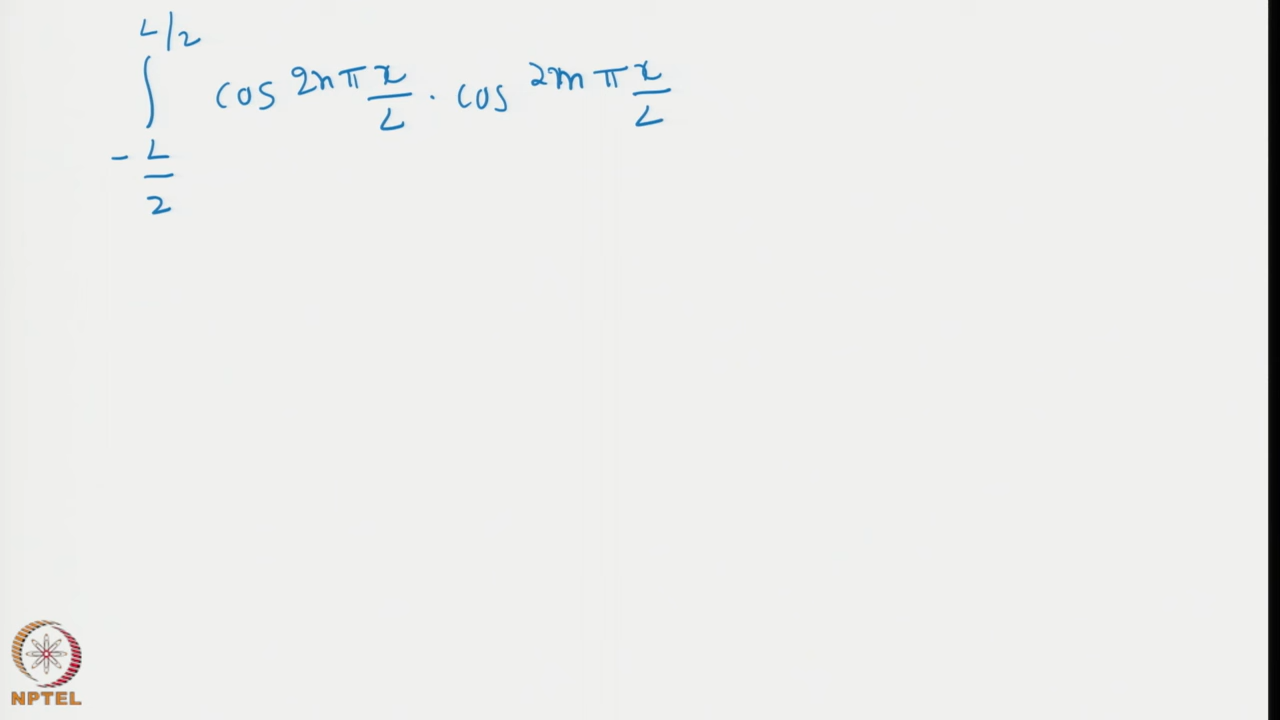 ∫_{-L/2}^{L/2} cos 2nπ x/L · cos 2mπ x/L
NPTEL